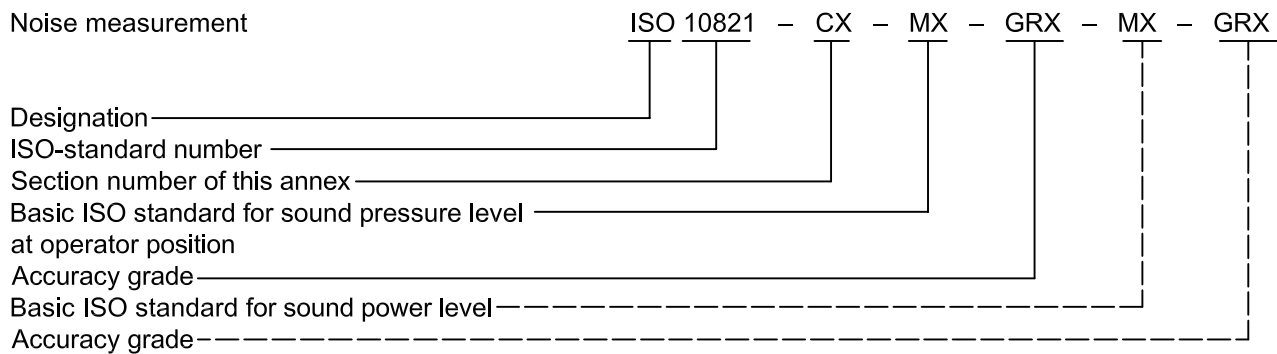 Noise measurement ISO 10821 – CX – MX – GRX – MX – GRX
Designation
ISO-standard number
Section number of this annex
Basic ISO standard for sound pressure level
at operator position
Accuracy grade
Basic ISO standard for sound power level
Accuracy grade